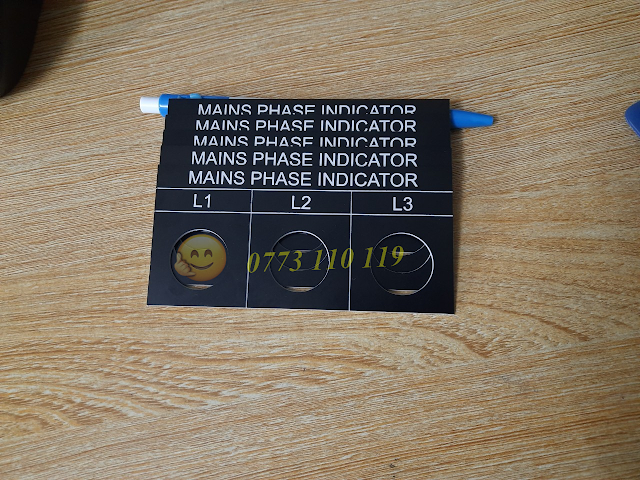 MAINS PHASE INDICATOR
MAINS PHASE INDICATOR
MAINS PHASE INDICATOR
MAINS PHASE INDICATOR
MAINS PHASE INDICATOR
L1 L2 L3
0773 110 119